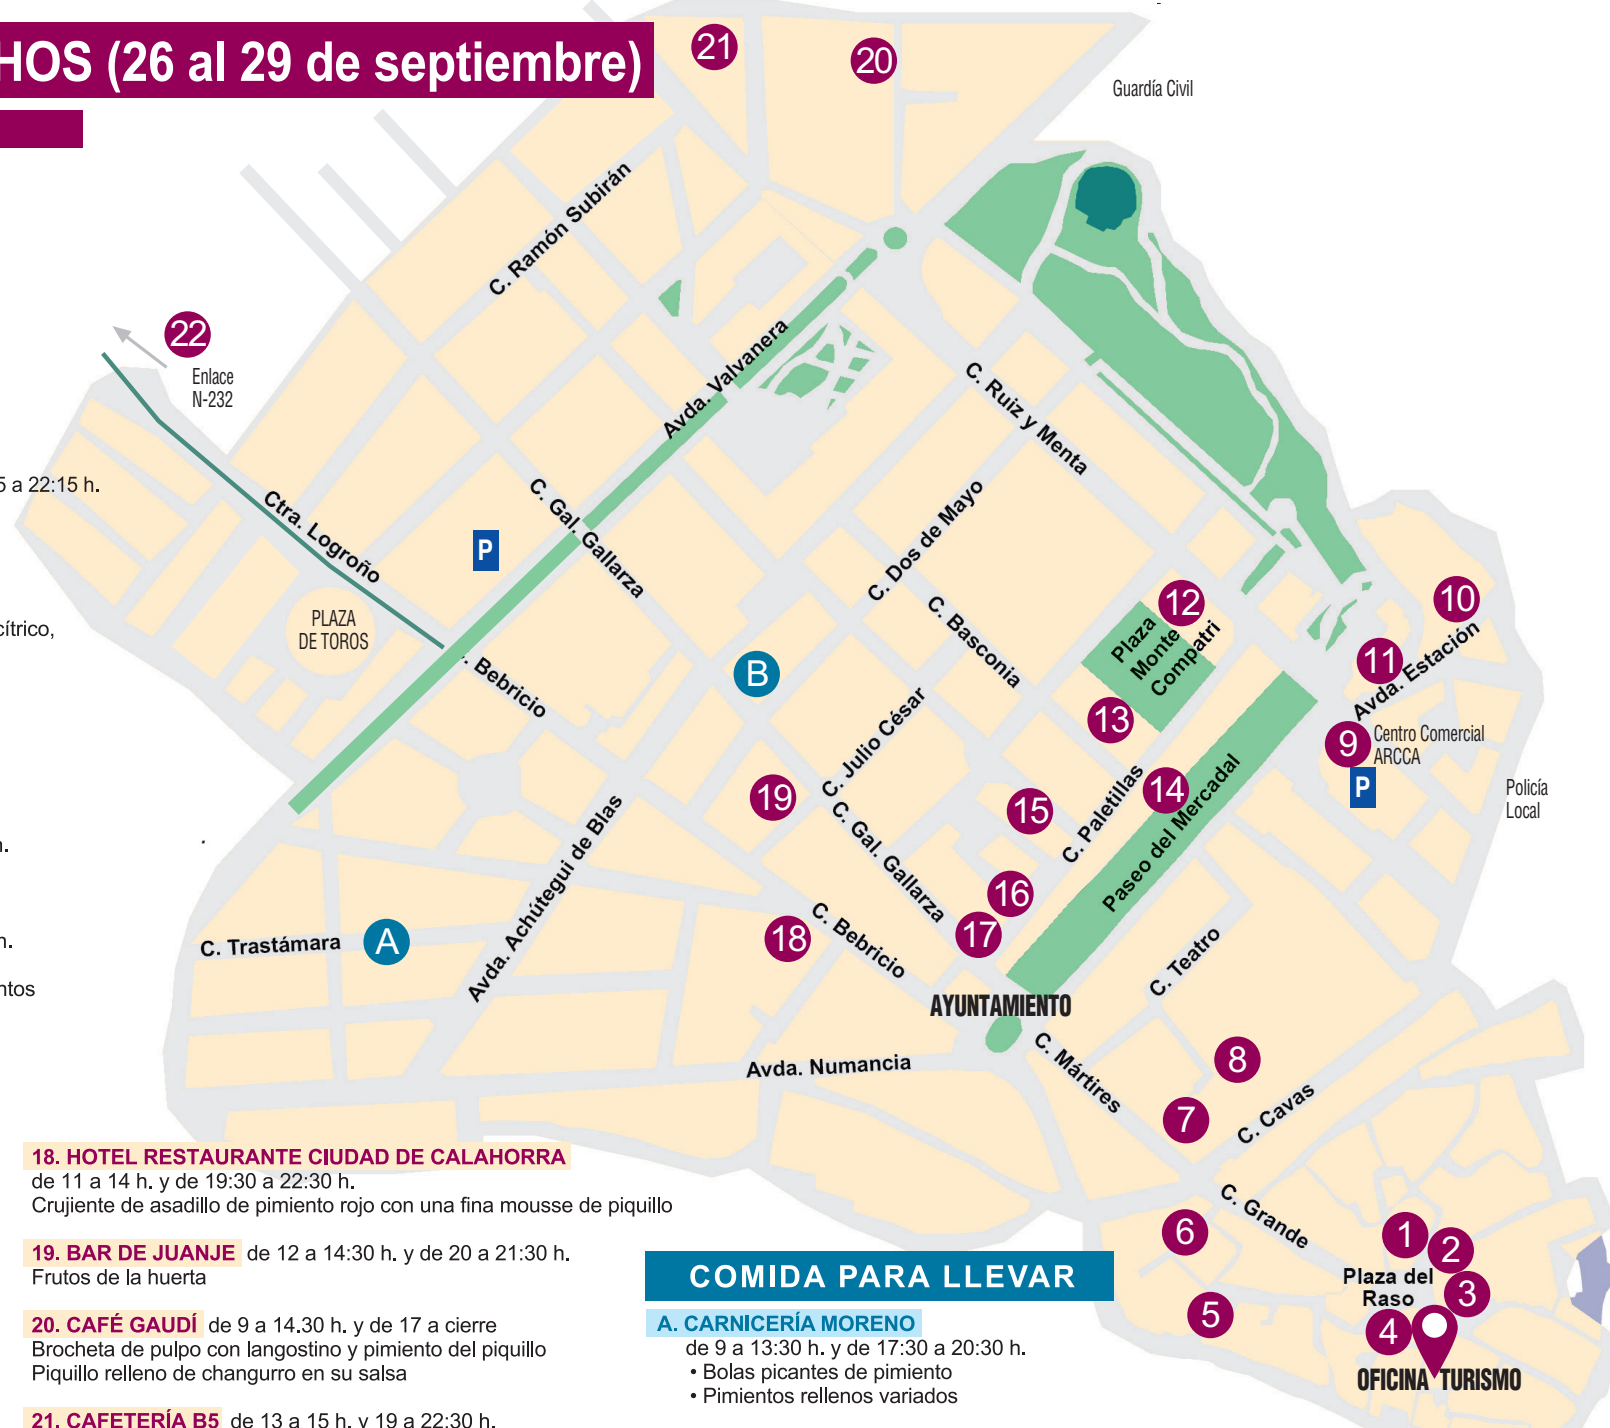 HOS (26 al 29 de septiembre)
21
20
Guardía Civil
C. Ramón Subirán
22
Enlace
N-232
Avda. Valvanera
C. Ruiz y Menta
5 a 22:15 h.
Ctra. Logroño
P
C. Gal. Gallarza
C. Dos de Mayo
C. Basconia
12
10
Plaza
Monte
Compatri
cítrico,
PLAZA
DE TOROS
. Bebricio
B
11
Avda. Estación
13
9
Centro Comercial
ARCCA
P
Policía
Local
C. Julio César
19
15
14
C. Paletillas
Paseo del Mercadal
C. Gal. Gallarza
Avda. Achútegui de Blas
h.
16
17
18
C. Bebricio
C. Trastámara
A
h.
C. Teatro
ntos
AYUNTAMIENTO
C. Mártires
Avda. Numancia
8
7
C. Cavas
C. Grande
6
5
1
2
3
4
Plaza del
Raso
OFICINA TURISMO
18. HOTEL RESTAURANTE CIUDAD DE CALAHORRA
de 11 a 14 h. y de 19:30 a 22:30 h.
Crujiente de asadillo de pimiento rojo con una fina mousse de piquillo
19. BAR DE JUANJE de 12 a 14:30 h. y de 20 a 21:30 h.
Frutos de la huerta
20. CAFÉ GAUDÍ de 9 a 14.30 h. y de 17 a cierre
Brocheta de pulpo con langostino y pimiento del piquillo
Piquillo relleno de changurro en su salsa
21. CAFETERÍA B5 de 13 a 15 h. y 19 a 22:30 h.
COMIDA PARA LLEVAR
A. CARNICERÍA MORENO
de 9 a 13:30 h. y de 17:30 a 20:30 h.
• Bolas picantes de pimiento
• Pimientos rellenos variados